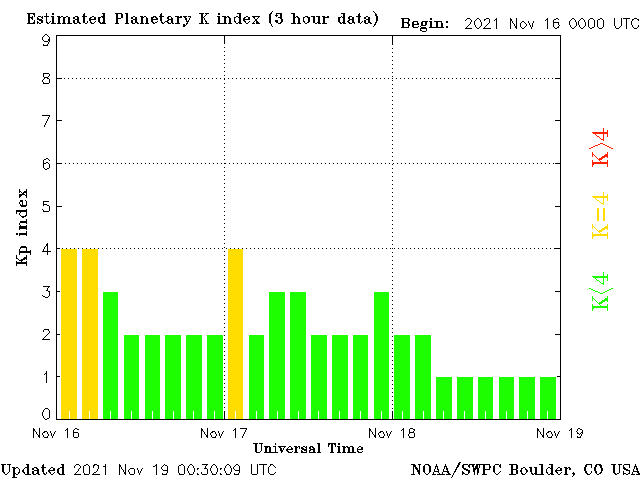 Estimated Planetary K index (3 hour data)
Begin: 2021 Nov 16 0000 UTC
9
8
7
6
5
4
3
2
1
0
Kp index
K>4
K=4
K<4
Nov 16
Nov 17
Nov 18
Nov 19
Universal Time
Updated 2021 Nov 19 00:30:09 UTC
NOAA/SWPC Boulder, CO USA